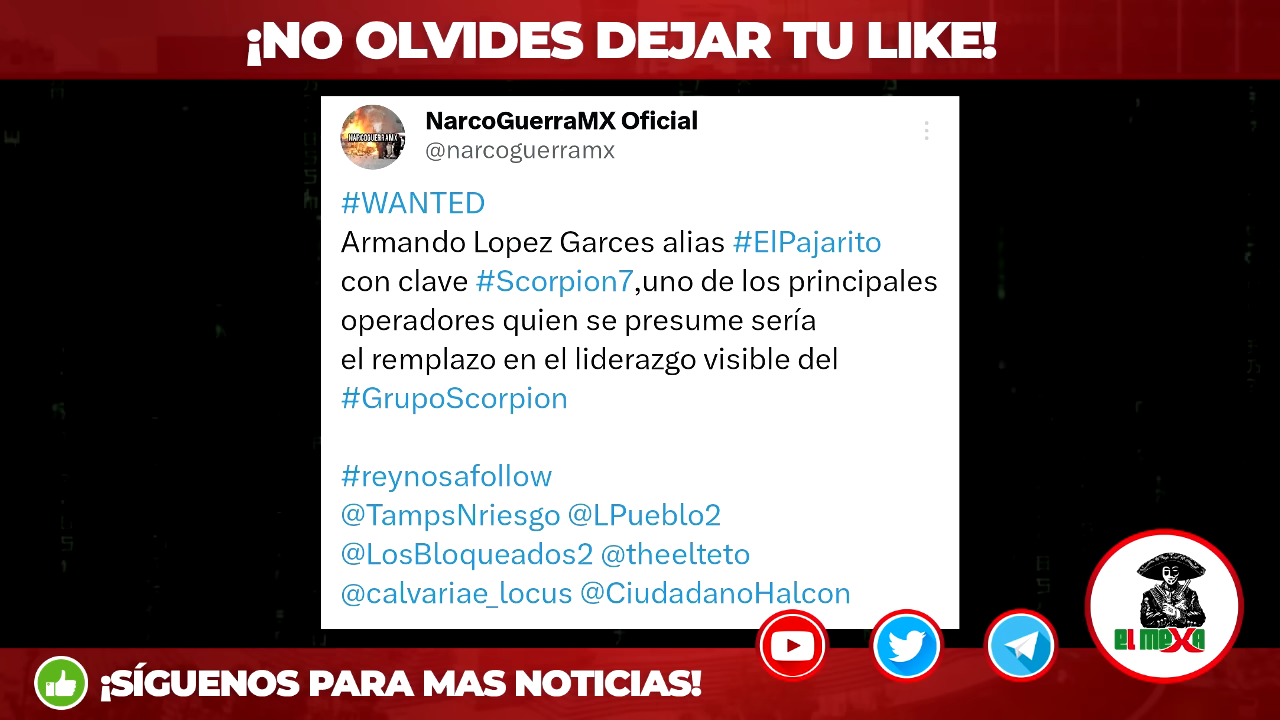 ¡NO OLVIDES DEJAR TU LIKE!
NARCOGUERRAMX
NarcoGuerraMX Oficial
@narcoguerramx
#WANTED
Armando Lopez Garces alias #ElPajarito
con clave #Scorpion7,uno de los principales
operadores quien se presume sería
el remplazo en el liderazgo visible del
#GrupoScorpion
#reynosafollow
@TampsNriesgo @LPueblo2
@LosBloqueados2 @theelteto
@calvariae_locus @CiudadanoHalcon
EL MEXA
¡SÍGUENOS PARA MAS NOTICIAS!